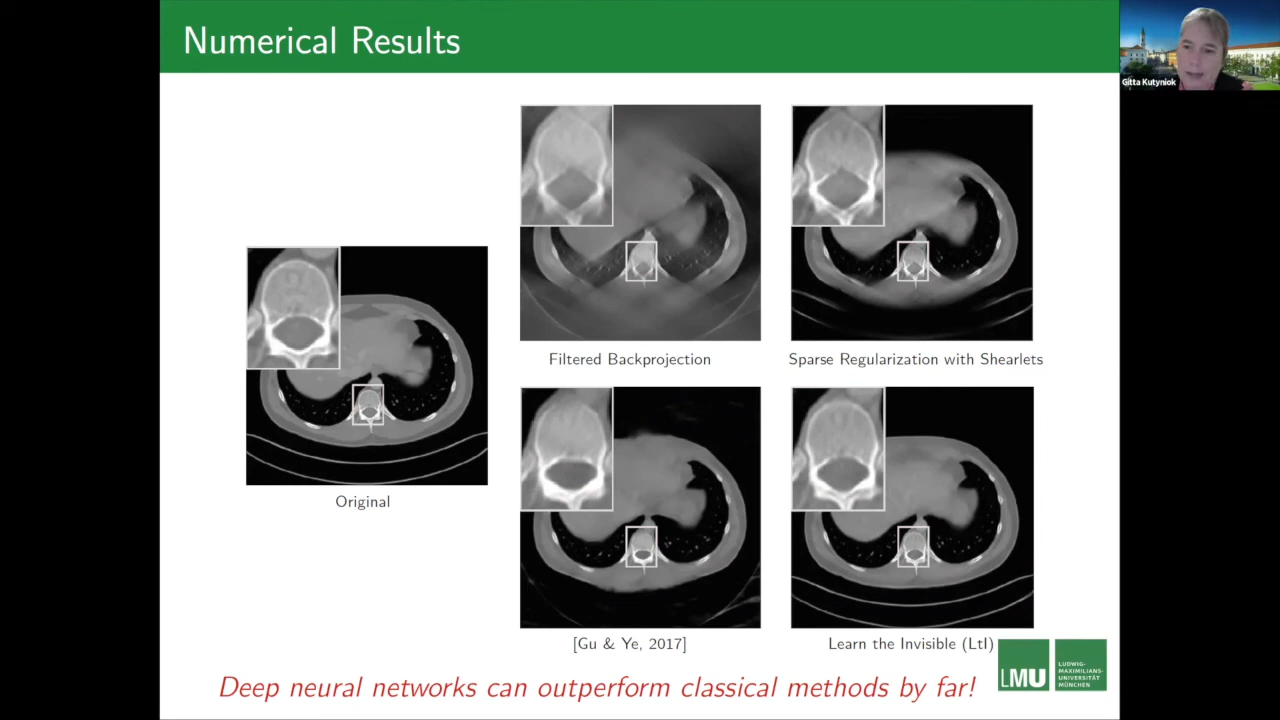 Numerical Results
Gitta Kutyniok
Filtered Backprojection
Sparse Regularization with Shearlets
Original
[Gu & Ye, 2017]
Learn the Invisible (LtI)
LMU
LUDWIG-
MAXIMILIANS-
UNIVERSITÄT
MÜNCHEN
Deep neural networks can outperform classical methods by far!